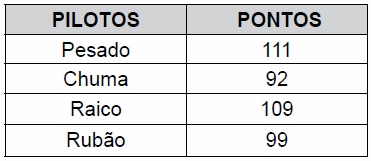 PILOTOS PONTOS
Pesado 111
Chuma 92
Raico 109
Rubão 99